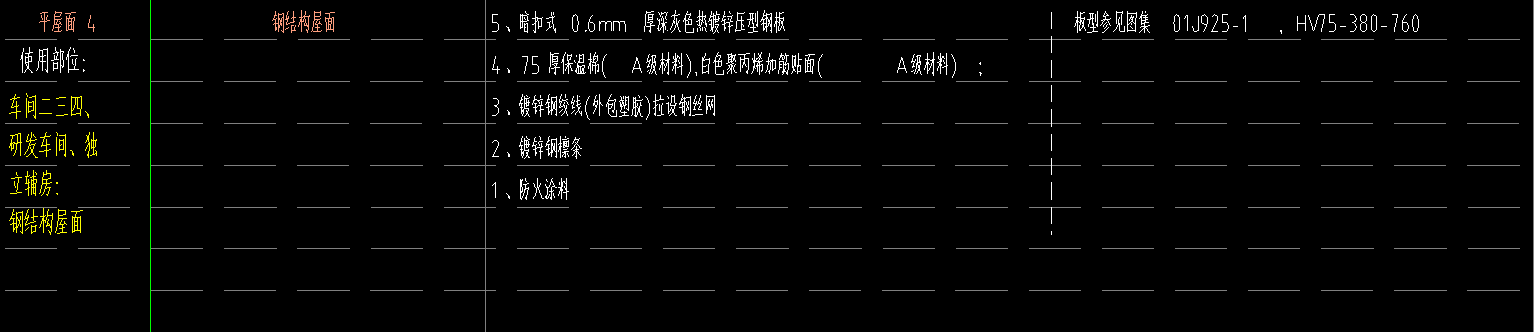 平屋面 4 钢结构屋面 5、暗扣式 0.6mm 厚深灰色热镀锌压型钢板 板型参见图集 01J925-1 , HV75-380-760
使用部位: 4、75 厚保温棉( A级材料),白色聚丙烯加筋贴面( A级材料) ;
车间二三四、 3、镀锌钢绞线(外包塑胶)拉设钢丝网
研发车间、独 2、镀锌钢檩条
立辅房: 1、防火涂料
钢结构屋面